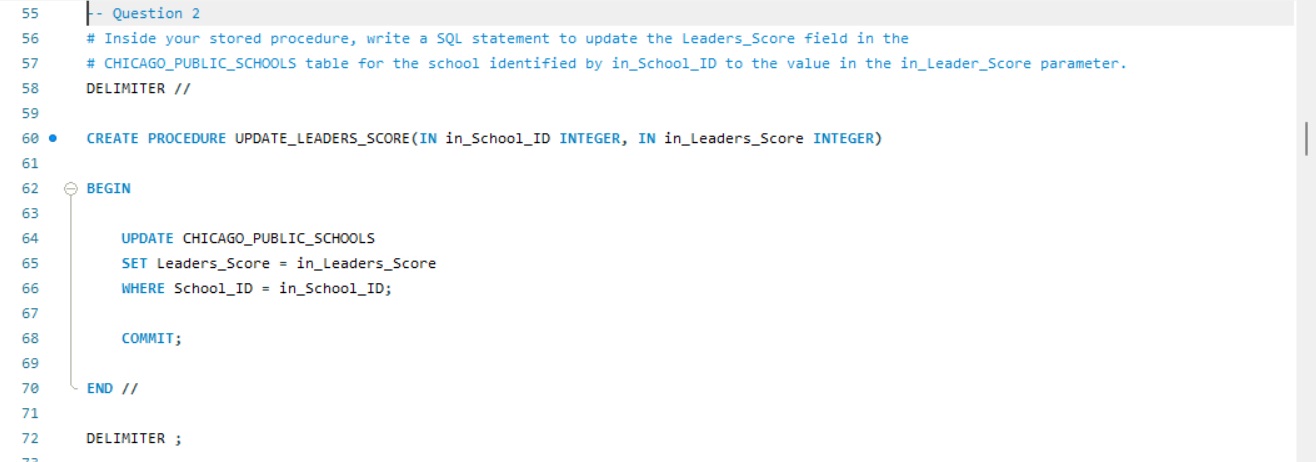 55 -- Question 2
56 # Inside your stored procedure, write a SQL statement to update the Leaders_Score field in the
57 # CHICAGO_PUBLIC_SCHOOLS table for the school identified by in_School_ID to the value in the in_Leader_Score parameter.
58 DELIMITER //
59
60 CREATE PROCEDURE UPDATE_LEADERS_SCORE(IN in_School_ID INTEGER, IN in_Leaders_Score INTEGER)
61
62 BEGIN
63
64 UPDATE CHICAGO_PUBLIC_SCHOOLS
65 SET Leaders_Score = in_Leaders_Score
66 WHERE School_ID = in_School_ID;
67
68 COMMIT;
69
70 END //
71
72 DELIMITER ;